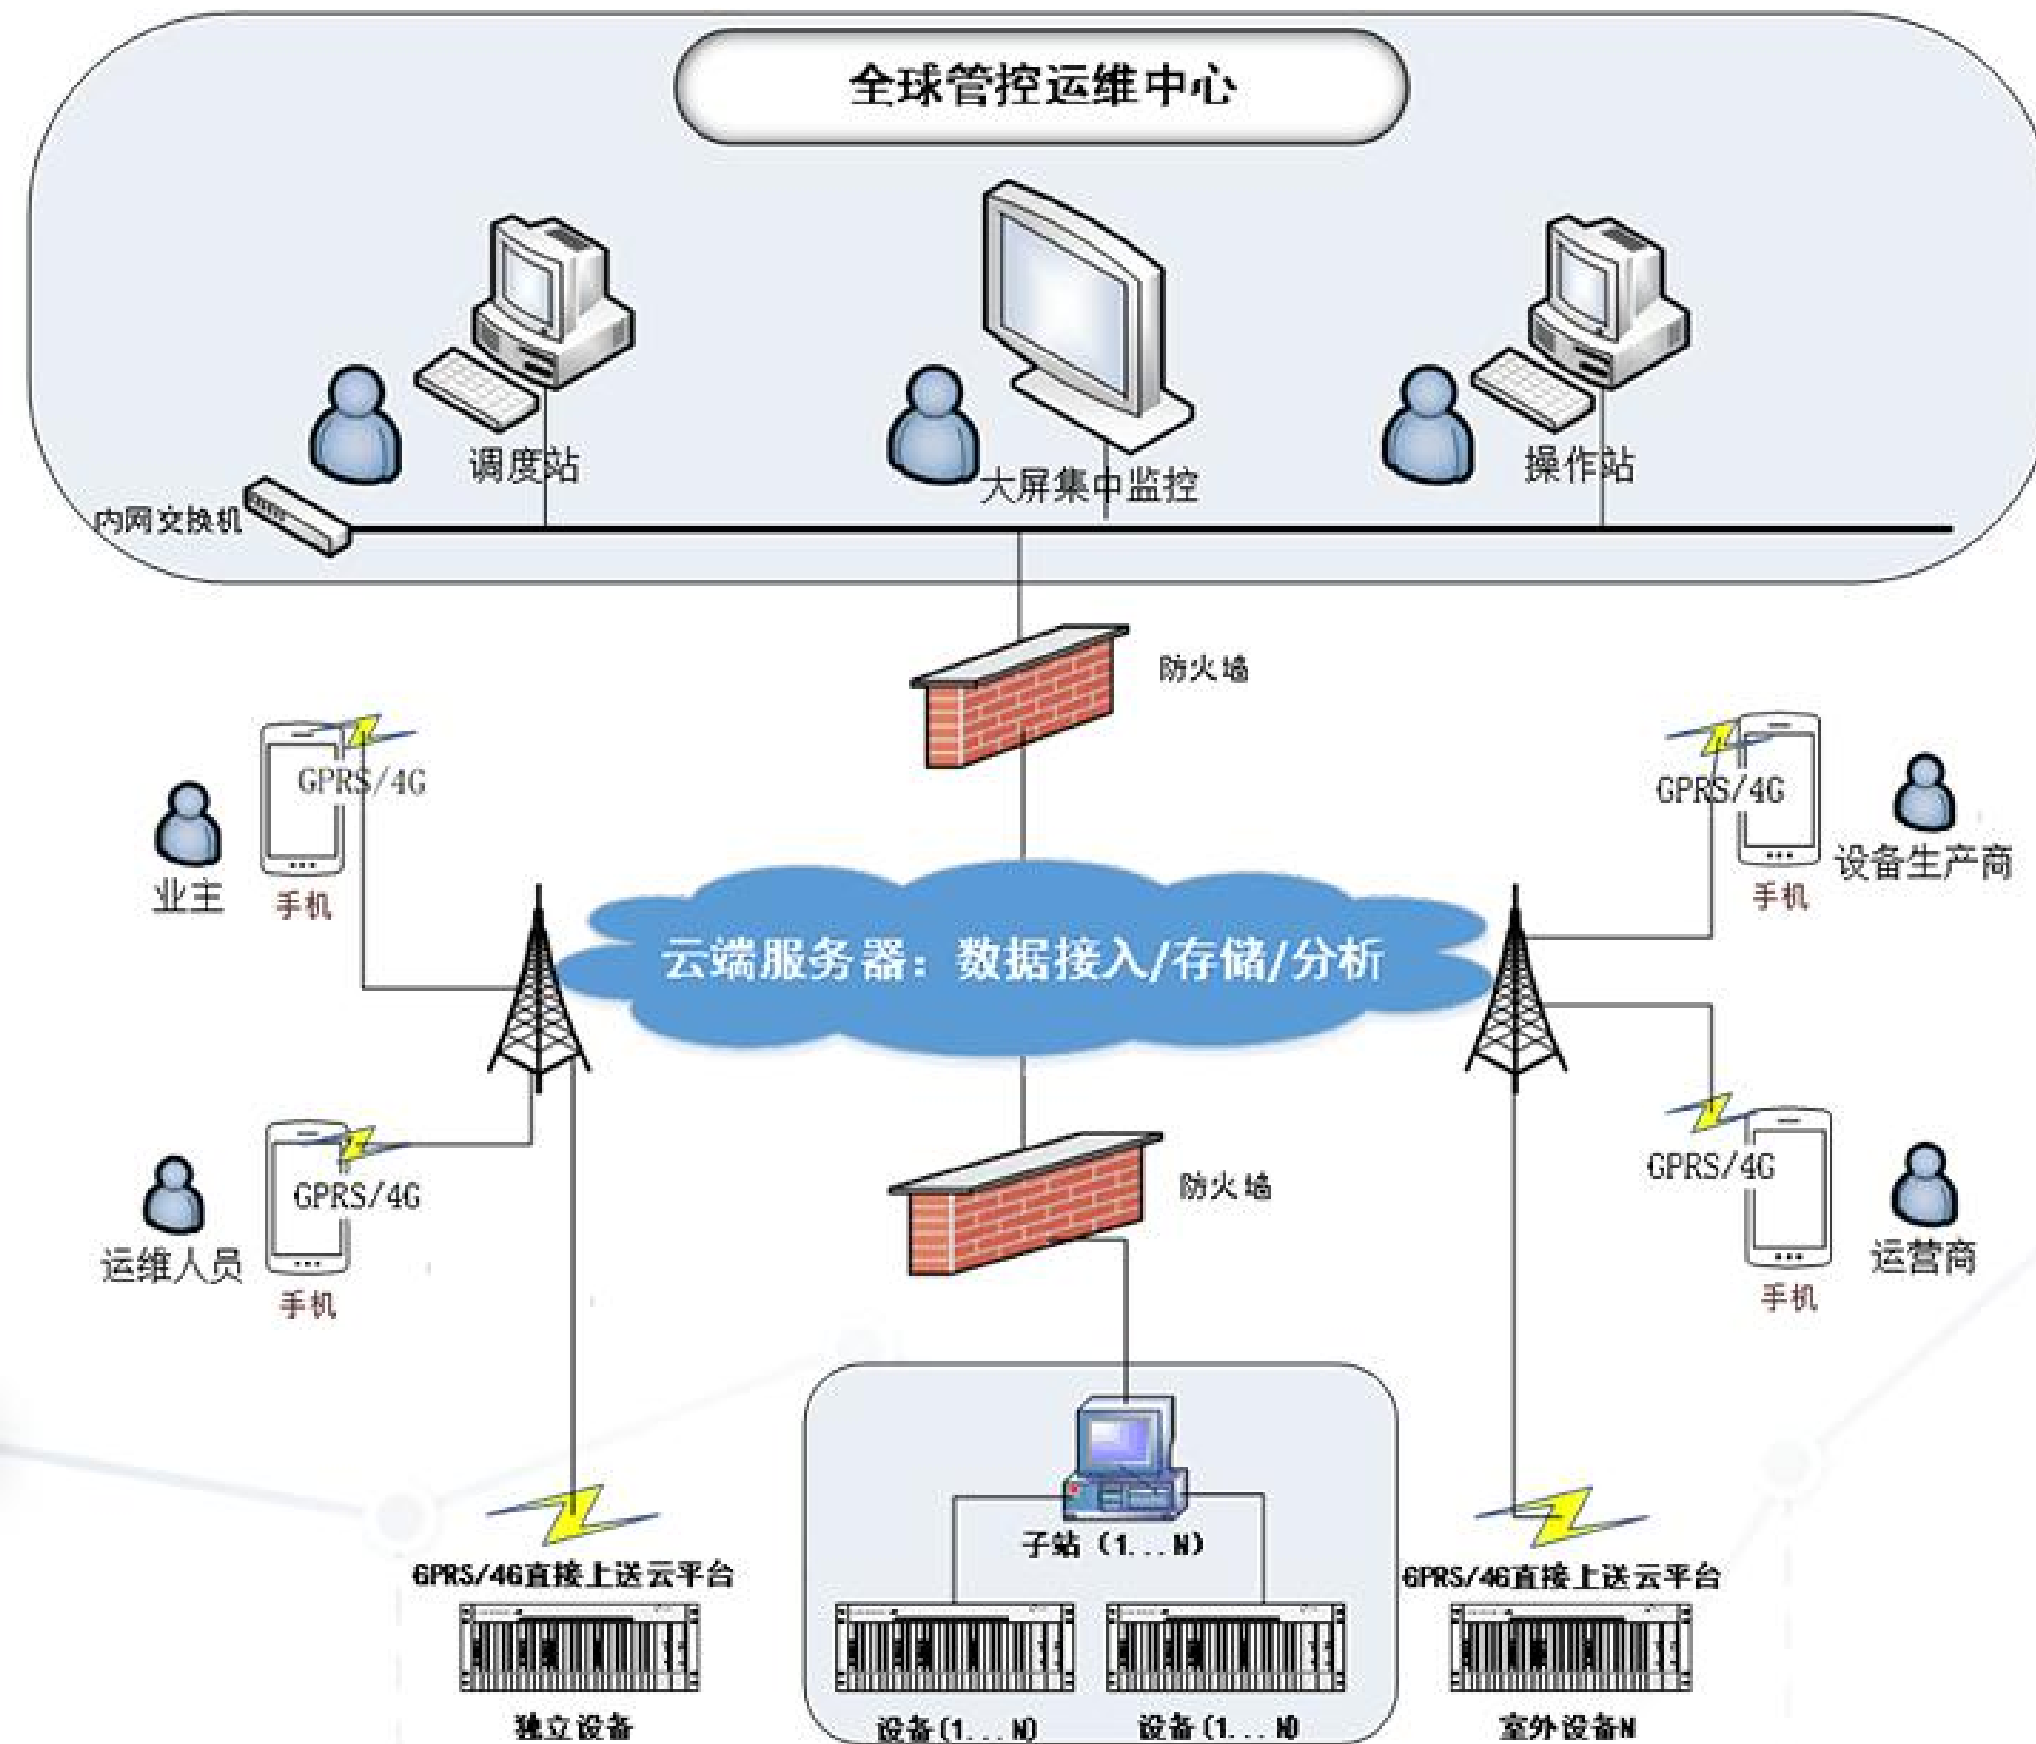 全球管控运维中心
调度站
大屏集中监控
操作站
内网交换机
防火墙
GPRS/4G
业主
手机
GPRS/4G
设备生产商
手机
云端服务器：数据接入/存储/分析
GPRS/4G
运维人员
手机
防火墙
GPRS/4G
运营商
手机
子站（1...N）
GPRS/4G直接上送云平台
GPRS/4G直接上送云平台
独立设备
设备(1...N)
设备(1...N)
室外设备N